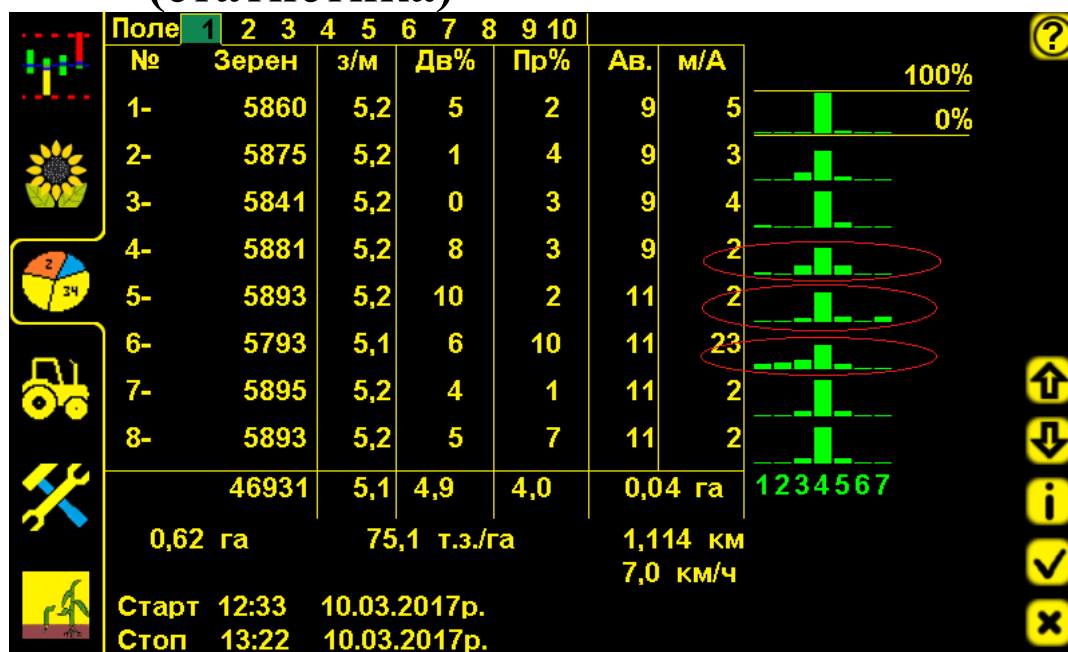 (статистика)
Поле 1 2 3 4 5 6 7 8 9 10
№ Зерен з/м Дв% Пр% Ав. м/А
100%
1- 5860 5,2 5 2 9 5
0%
2- 5875 5,2 1 4 9 3
3- 5841 5,2 0 3 9 4
4- 5881 5,2 8 3 9 2
5- 5893 5,2 10 2 11 2
6- 5793 5,1 6 10 11 23
7- 5895 5,2 4 1 11 2
8- 5893 5,2 5 7 11 2
46931 5,1 4,9 4,0 0,04 га 1234567
0,62 га 75,1 т.з./га 1,114 км
7,0 км/ч
Старт 12:33 10.03.2017р.
Стоп 13:22 10.03.2017р.
?
2
34
i